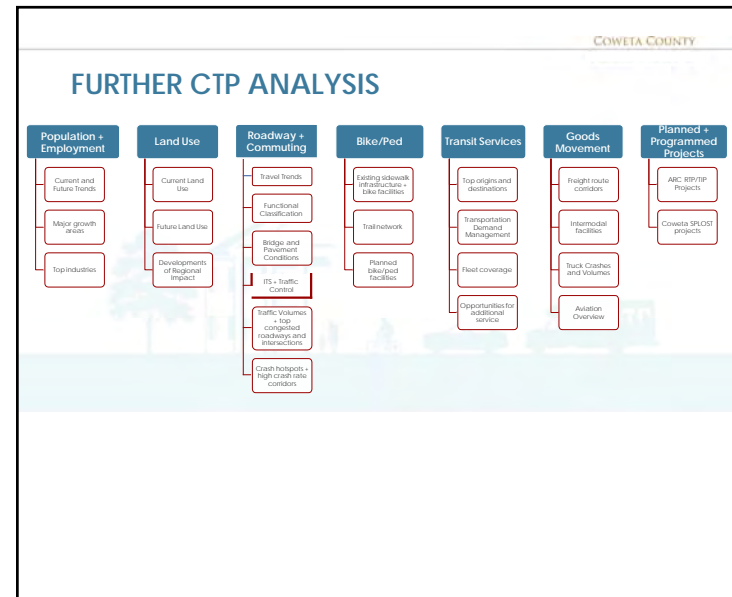 COWETA COUNTY
FURTHER CTP ANALYSIS
Population +
Employment
Current and
Future Trends
Major growth
areas
Top industries
Land Use
Current Land
Use
Future Land Use
Developments
of Regional
Impact
Roadway +
Commuting
Travel Trends
Functional
Classification
Bridge and
Pavement
Conditions
ITS + Traffic
Control
Traffic Volumes
+ top
congested
roadways and
intersections
Crash hotspots +
high crash rate
corridors
Bike/Ped
Existing sidewalk
infrastructure +
bike facilities
Trail network
Planned
bike/ped
facilities
Transit Services
Top origins and
destinations
Transportation
Demand
Management
Fleet coverage
Opportunities for
additional
service
Goods
Movement
Freight route
corridors
Intermodal
facilities
Truck Crashes
and Volumes
Aviation
Overview
Planned +
Programmed
Projects
ARC RTP/TIP
Projects
Coweta SPLOST
projects